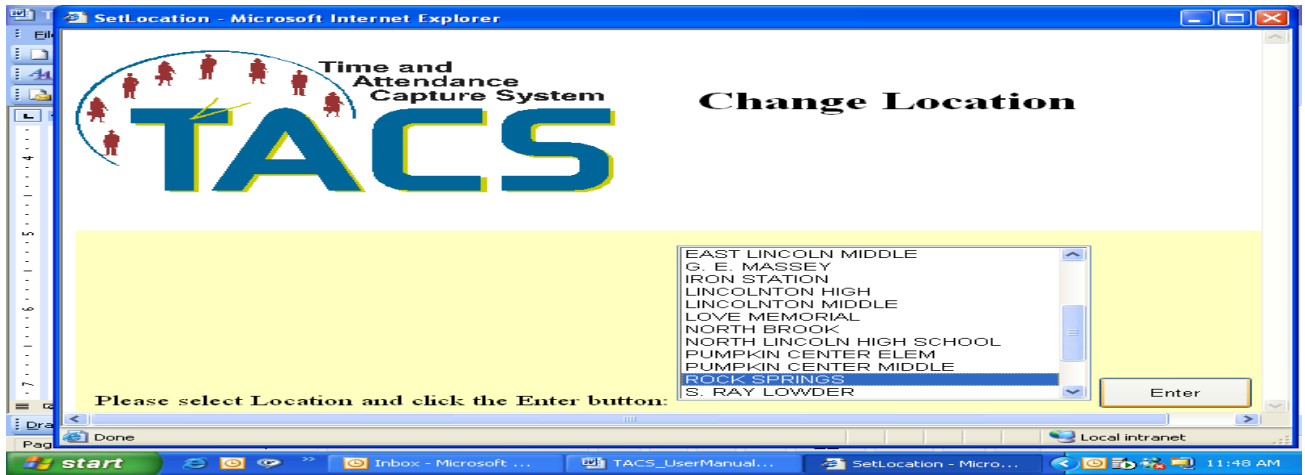 SetLocation - Microsoft Internet Explorer
Time and
Attendance
Capture System
TACS
Change Location
EAST LINCOLN MIDDLE
G. E. MASSEY
IRON STATION
LINCOLNTON HIGH
LINCOLNTON MIDDLE
LOVE MEMORIAL
NORTH BROOK
NORTH LINCOLN HIGH SCHOOL
PUMPKIN CENTER ELEM
PUMPKIN CENTER MIDDLE
ROCK SPRINGS
S. RAY LOWDER
Please select Location and click the Enter button:
Enter
Done
Local intranet
start
Inbox - Microsoft ...
TACS_UserManual...
SetLocation - Micro...
11:48 AM